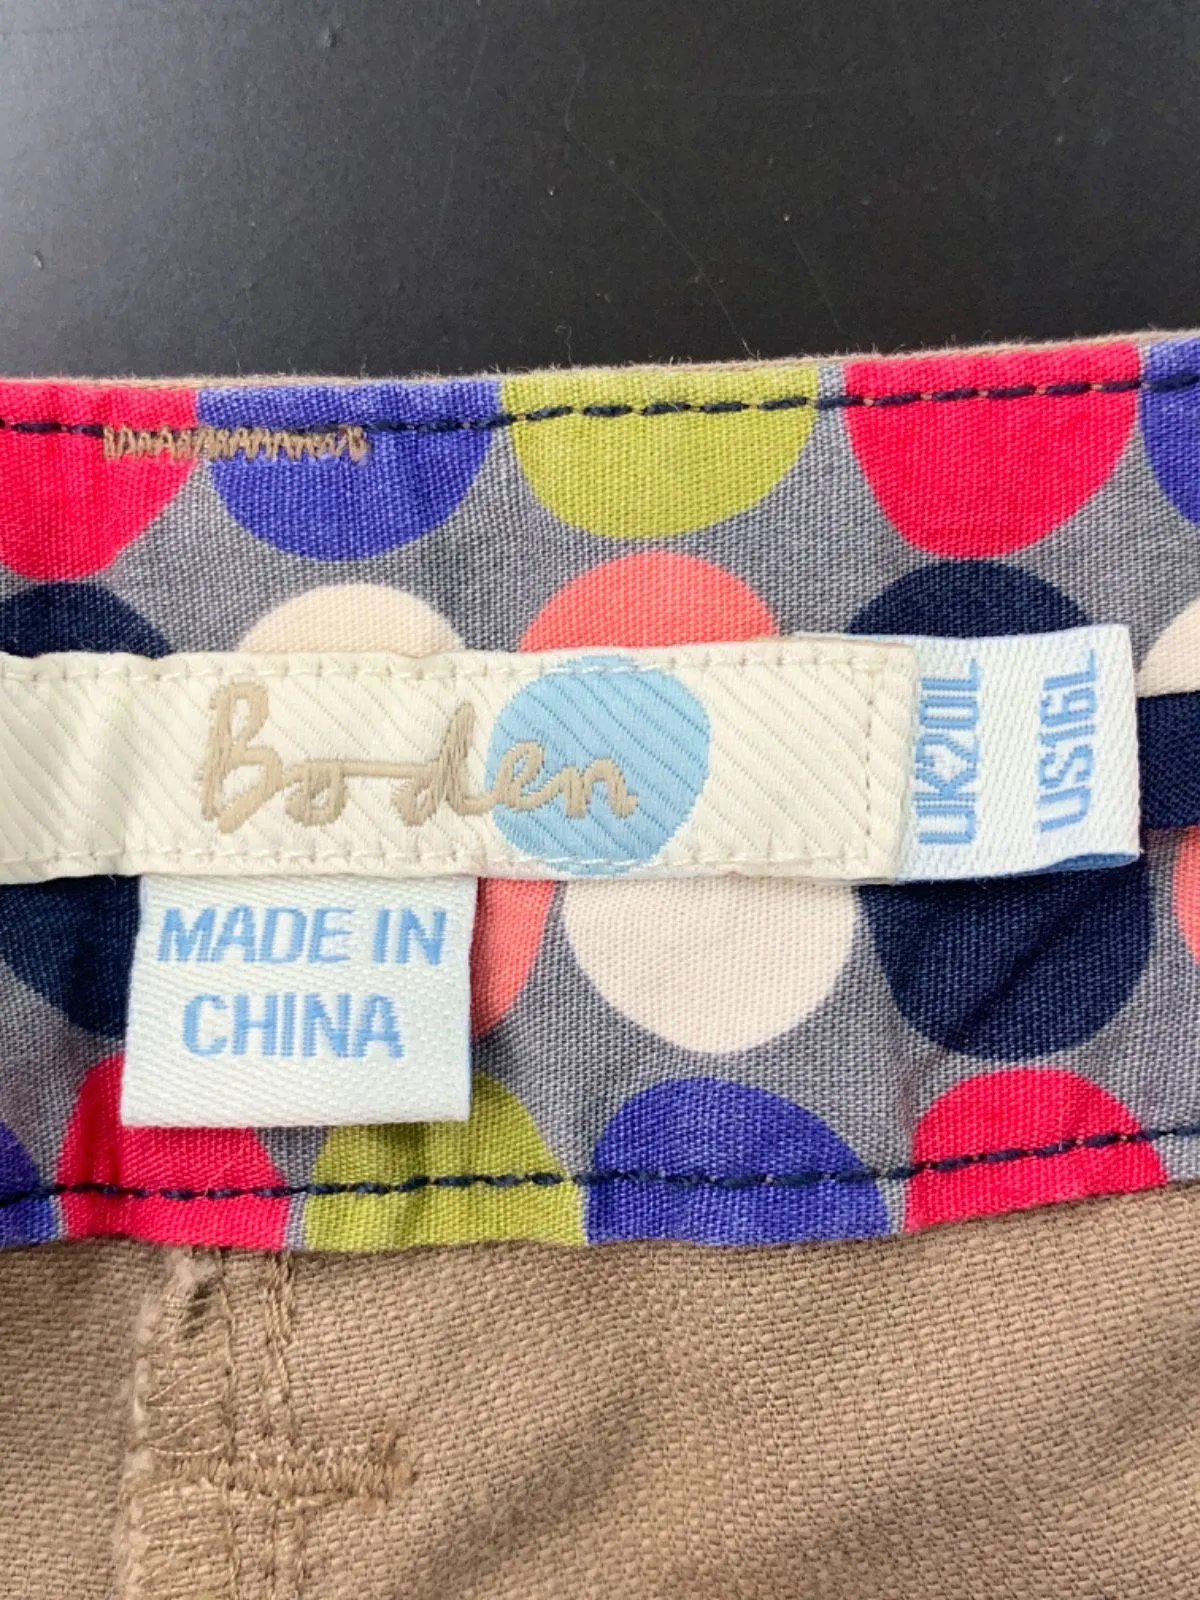 Boden
UK20L
US16L
MADE IN
CHINA